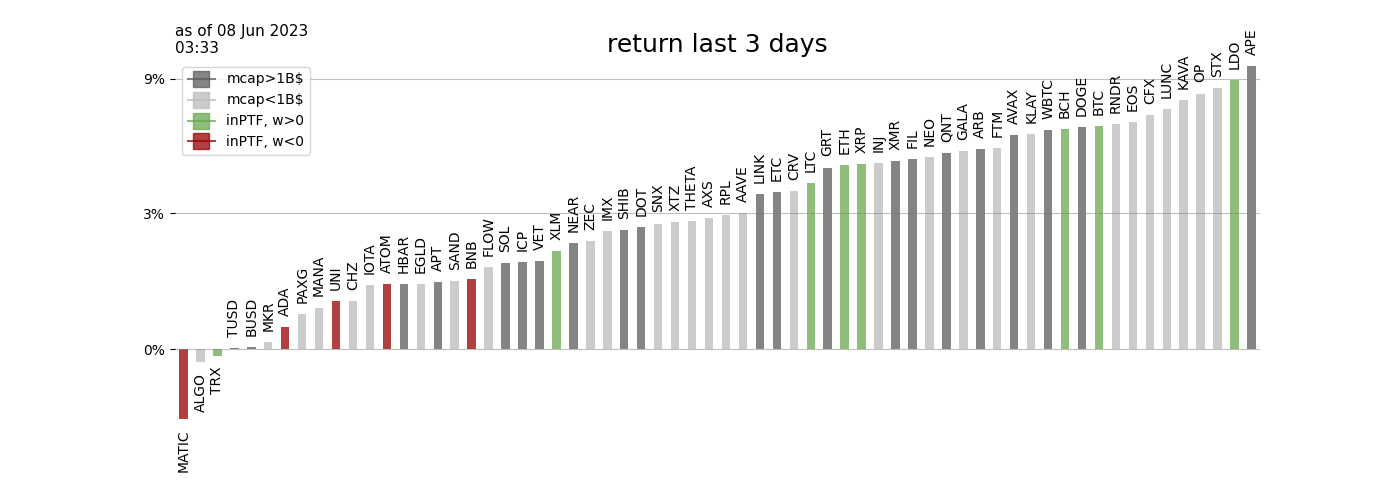 as of 08 Jun 2023
03:33
return last 3 days
mcap>1B$
mcap<1B$
inPTF, w>0
inPTF, w<0
9%
3%
0%
MATIC
ALGO
TRX
TUSD
BUSD
MKR
ADA
PAXG
MANA
UNI
CHZ
IOTA
ATOM
HBAR
EGLD
APT
SAND
BNB
FLOW
SOL
ICP
VET
XLM
NEAR
ZEC
IMX
SHIB
DOT
SNX
XTZ
THETA
AXS
RPL
AAVE
LINK
ETC
CRV
LTC
GRT
ETH
XRP
INJ
XMR
FIL
NEO
QNT
GALA
ARB
FTM
AVAX
KLAY
WBTC
BCH
DOGE
BTC
RNDR
EOS
CFX
LUNC
KAVA
OP
STX
LDO
APE